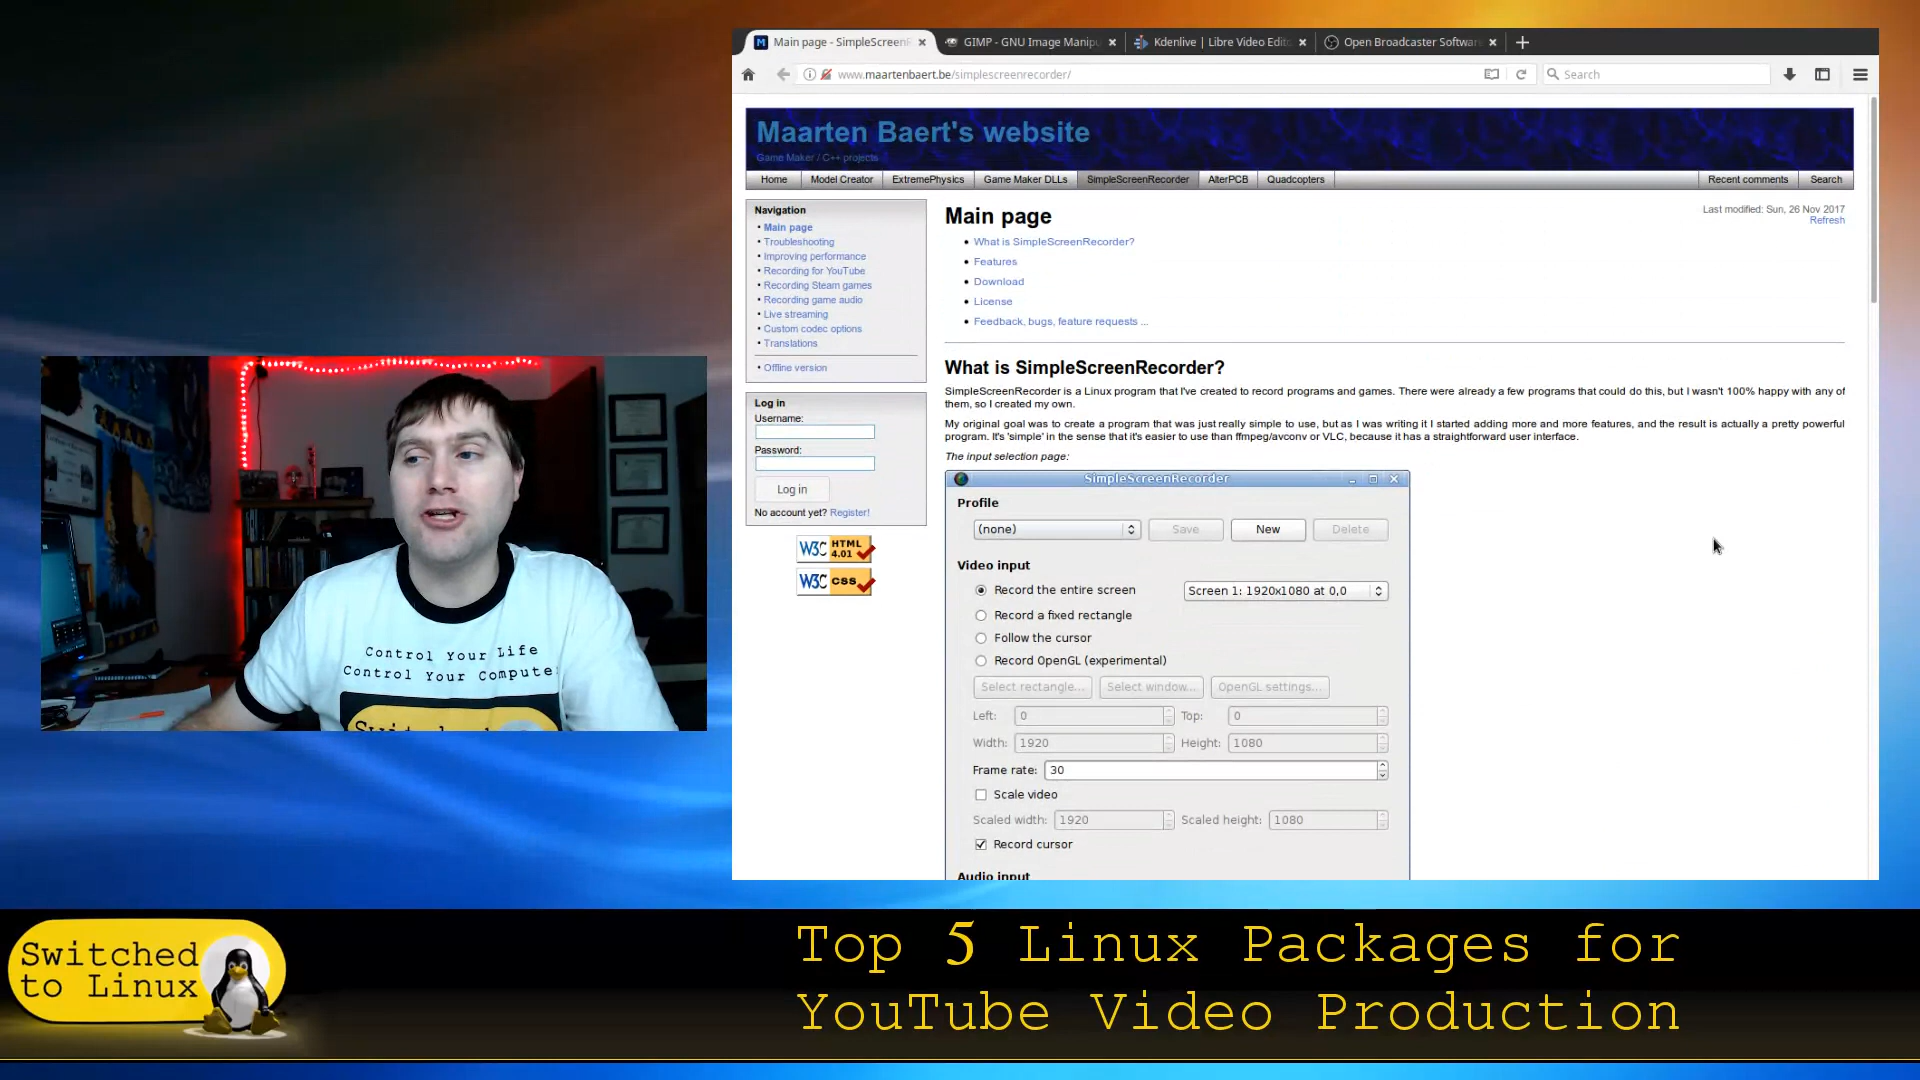 Main page - SimpleScreenR
GIMP - GNU Image Manipu
Kdenlive | Libre Video Edito
Open Broadcaster Softwar
www.maartenbaert.be/simplescreenrecorder/
Search
Maarten Baert's website
Game Maker / C++ projects
Home
Model Creator
ExtremePhysics
Game Maker DLLs
SimpleScreenRecorder
AlterPCB
Quadcopters
Recent comments
Search
Navigation
Main page
Troubleshooting
Improving performance
Recording for YouTube
Recording Steam games
Recording game audio
Live streaming
Custom codec options
Translations
Offline version
Log in
Username:
Password:
Log in
No account yet? Register!
W3C HTML 4.01
W3C CSS
Main page
Last modified: Sun, 26 Nov 2017
Refresh
What is SimpleScreenRecorder?
Features
Download
License
Feedback, bugs, feature requests ...
What is SimpleScreenRecorder?
SimpleScreenRecorder is a Linux program that I've created to record programs and games. There were already a few programs that could do this, but I wasn't 100% happy with any of
them, so I created my own.
My original goal was to create a program that was just really simple to use, but as I was writing it I started adding more and more features, and the result is actually a pretty powerful
program. It's 'simple' in the sense that it's easier to use than ffmpeg/avconv or VLC, because it has a straightforward user interface.
The input selection page:
SimpleScreenRecorder
Profile
(none)
Save
New
Delete
Video input
Record the entire screen
Screen 1: 1920x1080 at 0,0
Record a fixed rectangle
Follow the cursor
Record OpenGL (experimental)
Select rectangle...
Select window...
OpenGL settings...
Left: 0
Top: 0
Width: 1920
Height: 1080
Frame rate: 30
Scale video
Scaled width: 1920
Scaled height: 1080
Record cursor
Audio input
Control Your Life
Control Your Compute
Switched
Switched
to Linux
Top 5 Linux Packages for
YouTube Video Production